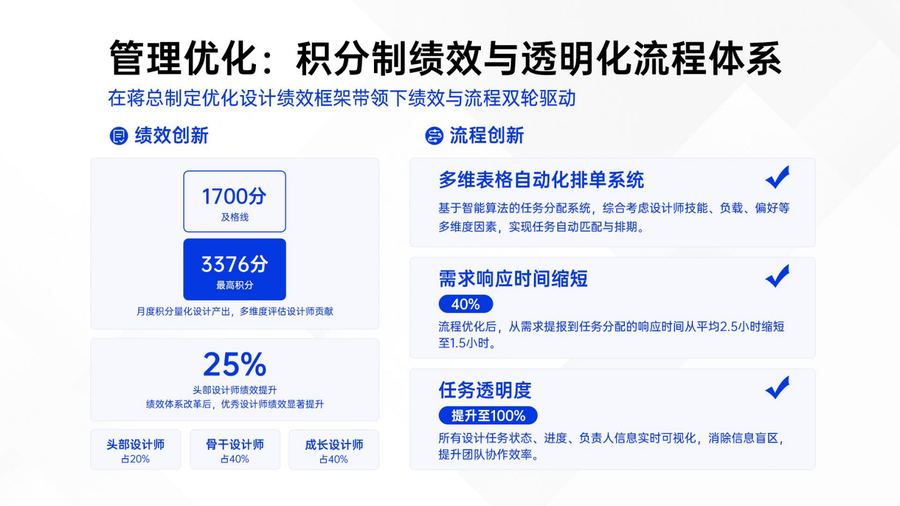 管理优化：积分制绩效与透明化流程体系
在蒋总制定优化设计绩效框架带领下绩效与流程双轮驱动
绩效创新
1700分
及格线
3376分
最高积分
月度积分量化设计产出，多维度评估设计师贡献
25%
头部设计师绩效提升
绩效体系改革后，优秀设计师绩效显著提升
头部设计师
占20%
骨干设计师
占40%
成长设计师
占40%
流程创新
多维表格自动化排单系统
基于智能算法的任务分配系统，综合考虑设计师技能、负载、偏好等
多维度因素，实现任务自动匹配与排期。
需求响应时间缩短
40%
流程优化后，从需求提报到任务分配的响应时间从平均2.5小时缩短
至1.5小时。
任务透明度
提升至100%
所有设计任务状态、进度、负责人信息实时可视化，消除信息盲区，
提升团队协作效率。